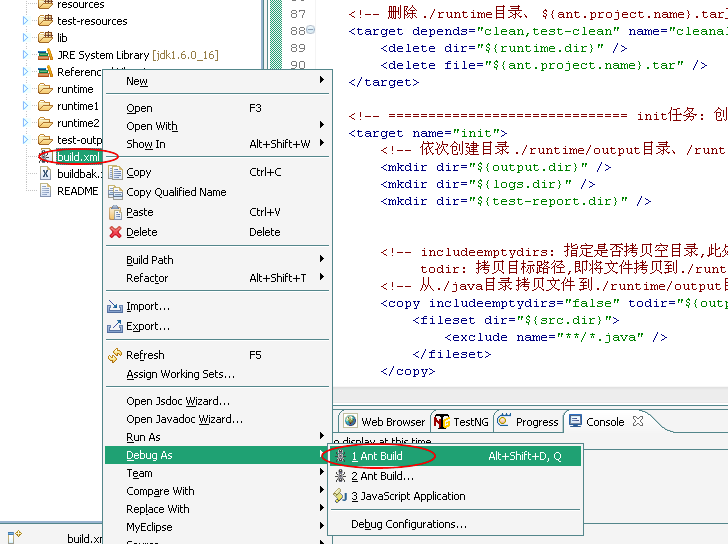 resources
test-resources
lib
JRE System Library [jdk1.6.0_16]
runtime
runtime1
runtime2
build.xml
README
New
Open F3
Open With
Show In Alt+Shift+W
Copy Ctrl+C
Copy Qualified Name
Paste Ctrl+V
Delete Delete
Build Path
Refactor Alt+Shift+T
Import...
Export...
Refresh F5
Assign Working Sets...
Open Jsdoc Wizard...
Open Javadoc Wizard...
Run As
Debug As
Team
Compare With
Replace With
MyEclipse
87 <!-- 删除 ./runtime目录、 ${ant.project.name}.tar
88 <target depends="clean,test-clean" name="cleana
89 <delete dir="${runtime.dir}" />
90 <delete file="${ant.project.name}.tar" />
</target>
<!-- ============================== init任务: 创
<target name="init">
<!-- 依次创建目录 ./runtime/output目录、
<mkdir dir="${output.dir}" />
<mkdir dir="${logs.dir}" />
<mkdir dir="${test-report.dir}" />
<!-- includeemptydirs: 指定是否拷贝空目录,此
todir: 拷贝目标路径,即将文件拷贝到./runt
<!-- 从./java目录拷贝文件到./runtime/output目
<copy includeemptydirs="false" todir="${outp
<fileset dir="${src.dir}">
<exclude name="**/*.java" />
</fileset>
</copy>
Web Browser TestNG Progress Console
display at this time.
1 Ant Build Alt+Shift+D, Q
2 Ant Build...
3 JavaScript Application
Debug Configurations...